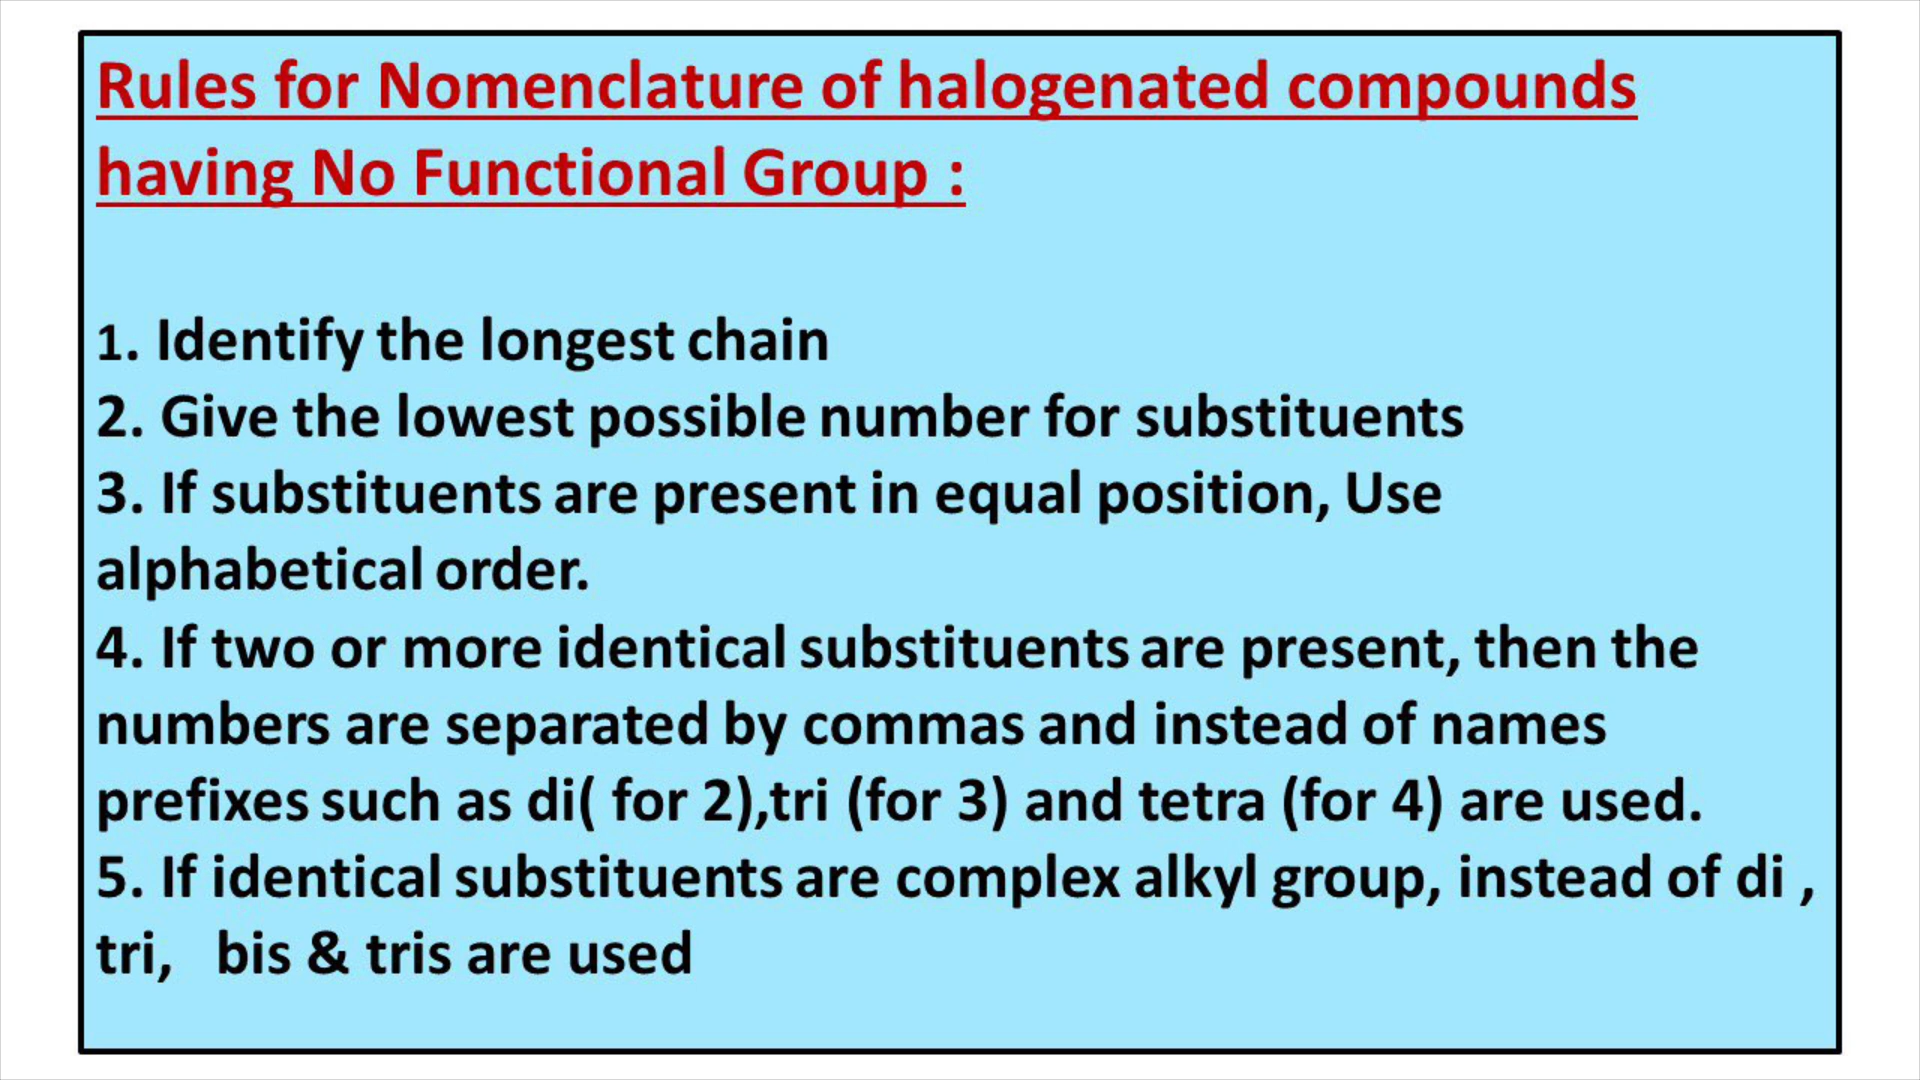 Rules for Nomenclature of halogenated compounds
having No Functional Group :
1. Identify the longest chain
2. Give the lowest possible number for substituents
3. If substituents are present in equal position, Use
alphabetical order.
4. If two or more identical substituents are present, then the
numbers are separated by commas and instead of names
prefixes such as di( for 2),tri (for 3) and tetra (for 4) are used.
5. If identical substituents are complex alkyl group, instead of di ,
tri, bis & tris are used